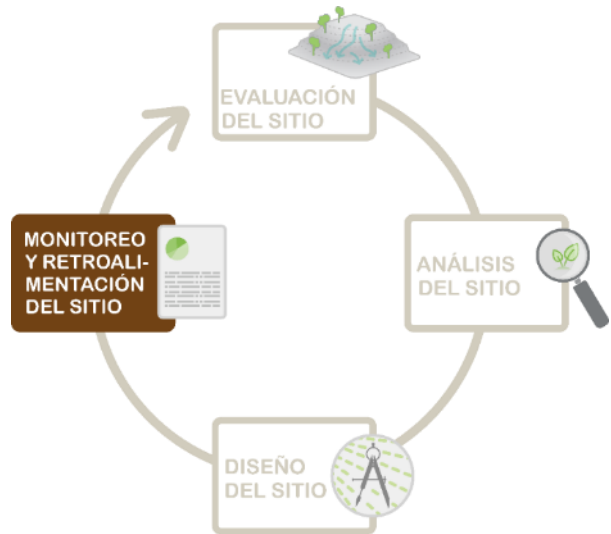 EVALUACIÓN
DEL SITIO
ANÁLISIS
DEL SITIO
DISEÑO
DEL SITIO
MONITOREO
Y RETROALI-
MENTACIÓN
DEL SITIO